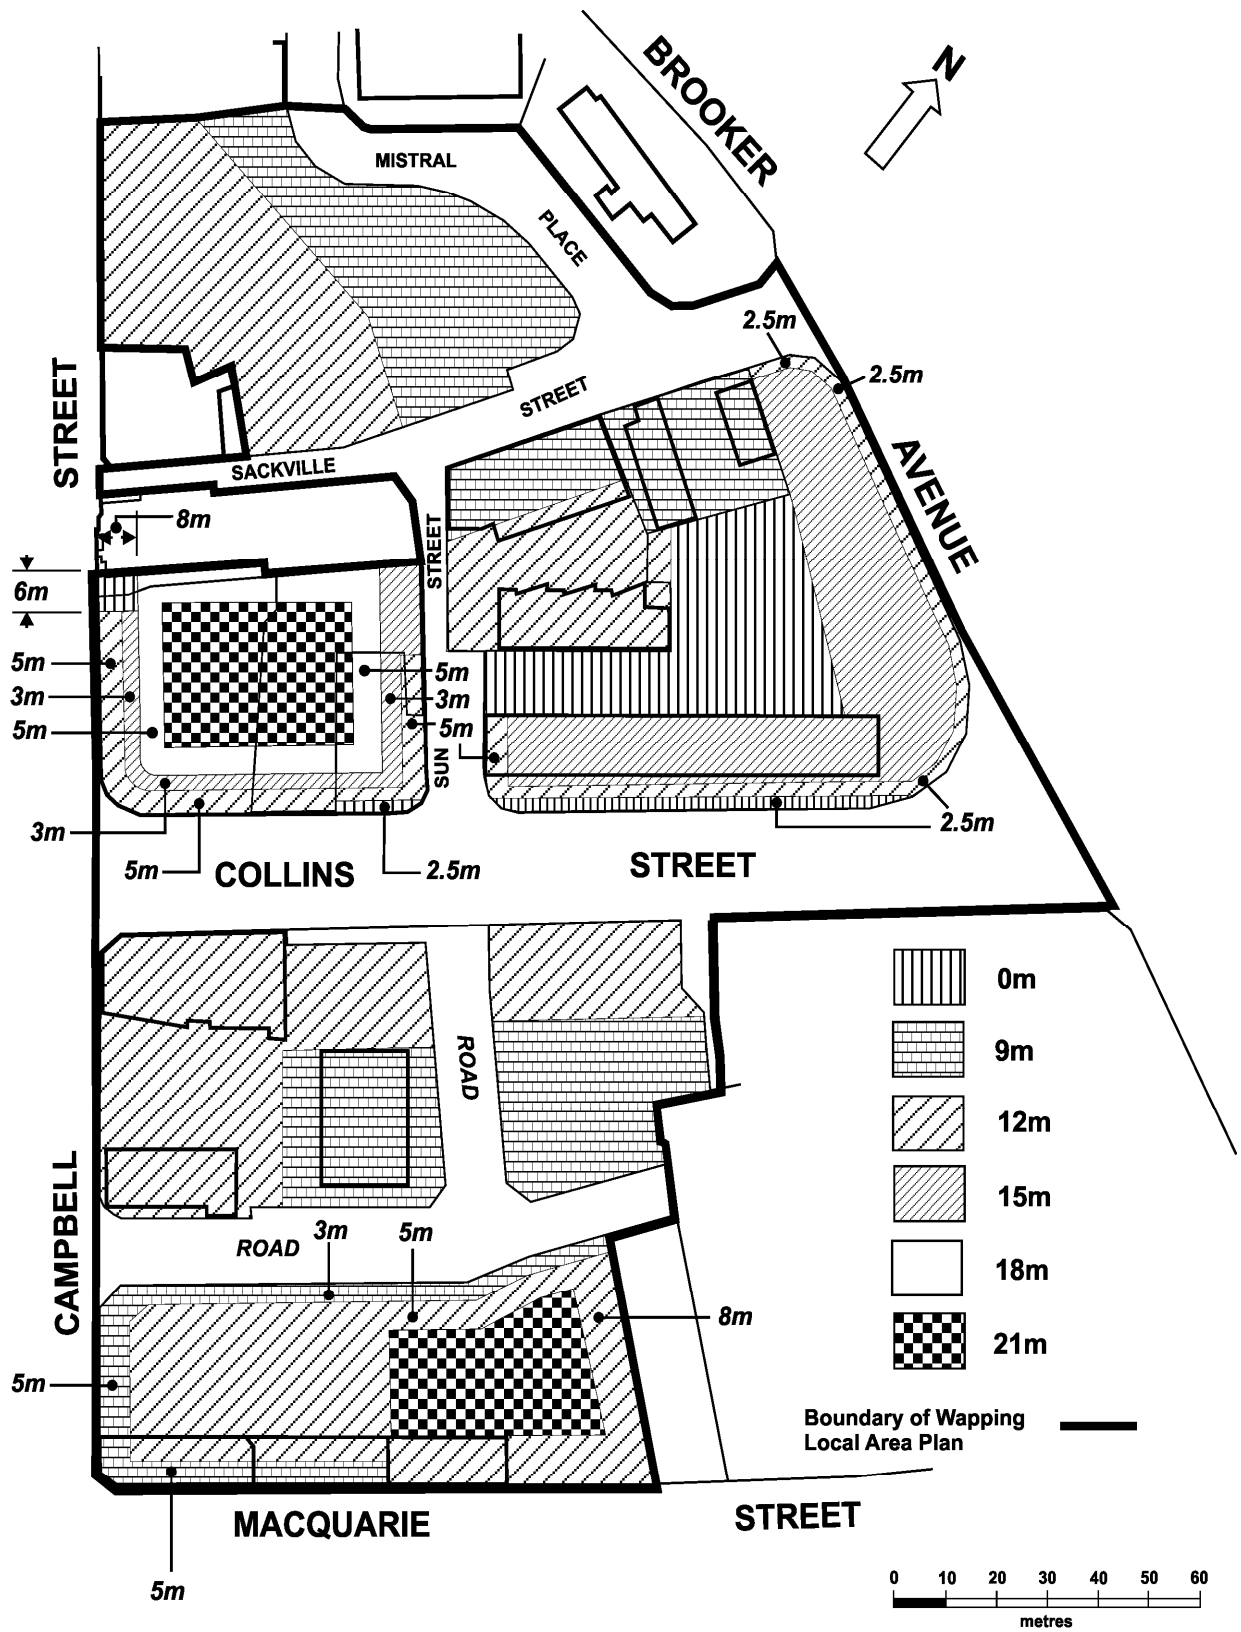 BROOKER
N
MISTRAL
PLACE
2.5m
2.5m
STREET
STREET
AVENUE
SACKVILLE
8m
STREET
6m
5m
5m
3m
3m
5m
5m
SUN
3m
2.5m
5m
2.5m
COLLINS
STREET
0m
ROAD
9m
12m
CAMPBELL
15m
3m
5m
ROAD
18m
8m
21m
5m
Boundary of Wapping
Local Area Plan
MACQUARIE
STREET
5m
0 10 20 30 40 50 60
metres